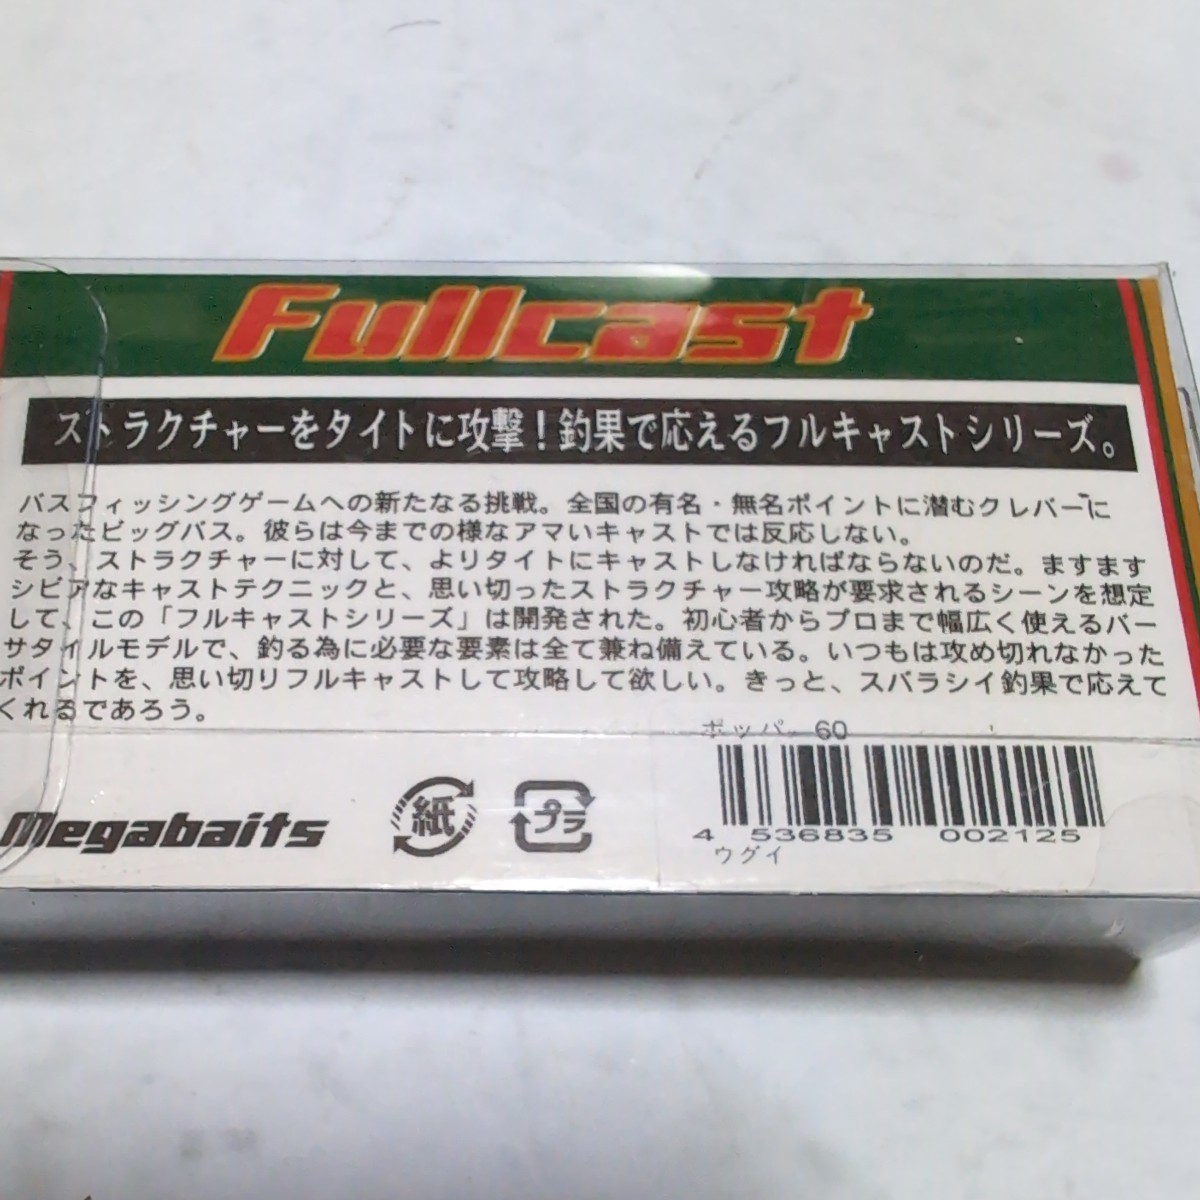 Fullcast
ストラクチャーをタイトに攻撃！釣果で応えるフルキャストシリーズ。
バスフィッシングゲームへの新たなる挑戦。全国の有名・無名ポイントに潜むクレバーに
なったビッグバス。彼らは今までの様なアマいキャストでは反応しない。
そう、ストラクチャーに対して、よりタイトにキャストしなければならないのだ。ますます
シビアなキャストテクニックと、思い切ったストラクチャー攻略が要求されるシーンを想定
して、この「フルキャストシリーズ」は開発された。初心者からプロまで幅広く使えるバー
サタイルモデルで、釣る為に必要な要素は全て兼ね備えている。いつもは攻め切れなかった
ポイントを、思い切りフルキャストして攻略して欲しい。きっと、スバラシイ釣果で応えて
くれるであろう。
ポッパー60
Megabaits
紙
プラ
4 536835 002125
ウグイ